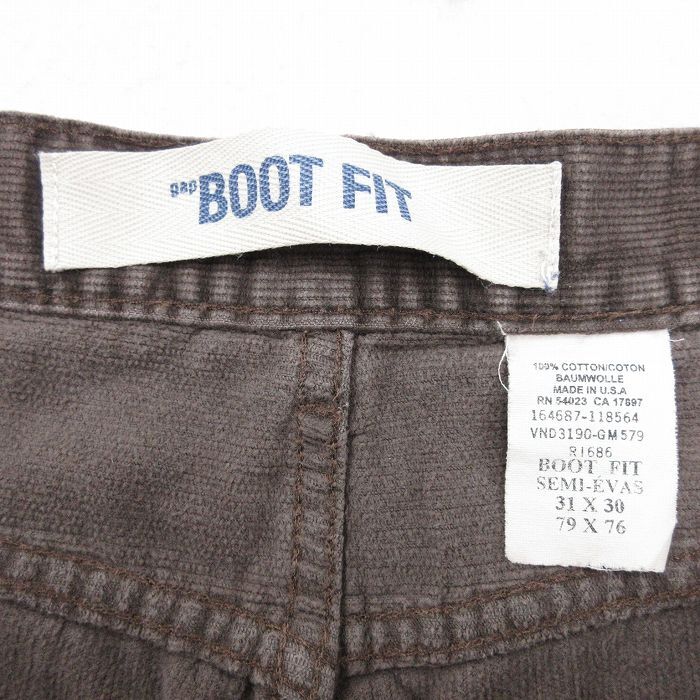 gap BOOT FIT
100% COTTON/COTON
BAUMWOLLE
MADE IN U.S.A
RN 54023 CA 17897
164687-118564
VND3190-GM579
R1686
BOOT FIT
SEMI-ÉVAS
31 X 30
79 X 76